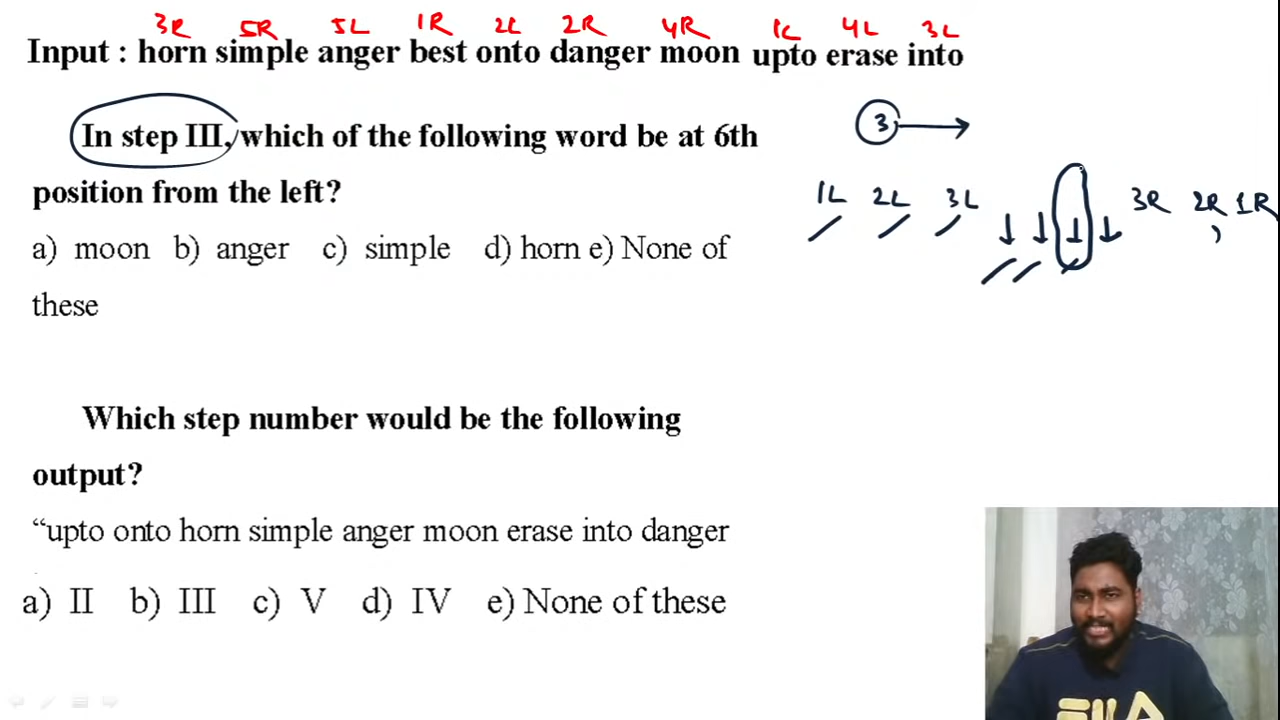 3R 5R 5L 1R 2L 2R 4R 1L 4L 3L
Input : horn simple anger best onto danger moon upto erase into
In step III, which of the following word be at 6th
position from the left?
a) moon b) anger c) simple d) horn e) None of
these
3
1L 2L 3L 3R 2R 1R
Which step number would be the following
output?
“upto onto horn simple anger moon erase into danger
a) II b) III c) V d) IV e) None of these
FILA